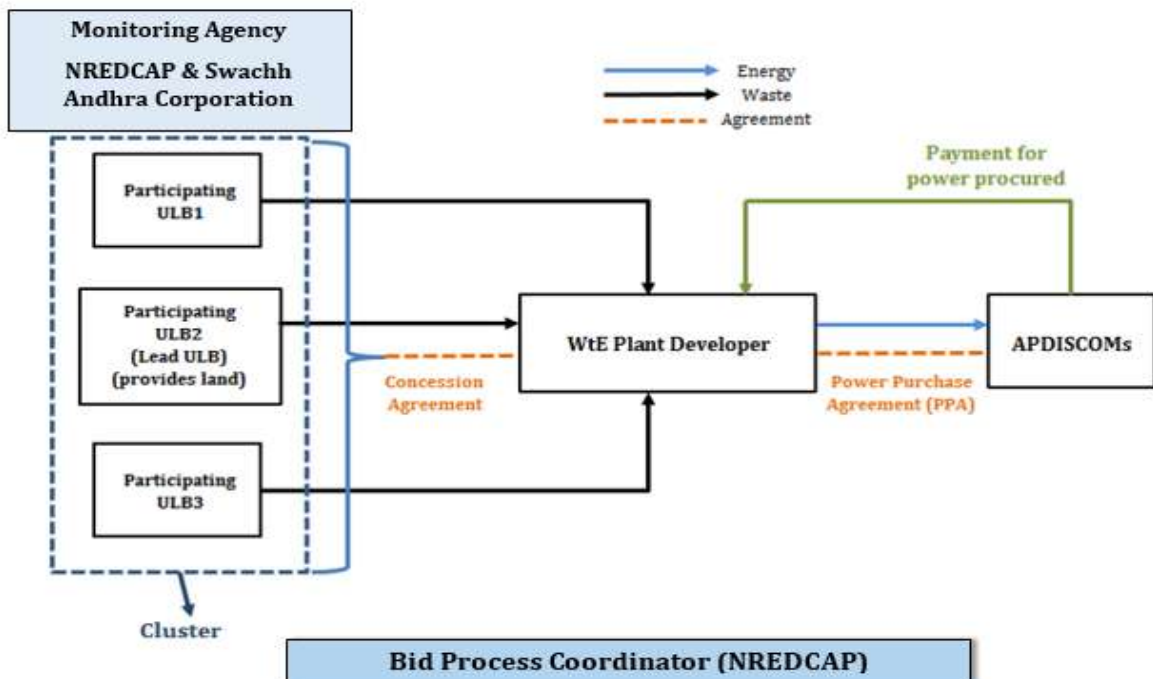 Monitoring Agency
NREDCAP & Swachh
Andhra Corporation
Energy
Waste
Agreement
Payment for
power procured
Participating
ULB1
Participating
ULB2
(Lead ULB)
(provides land)
Participating
ULB3
Concession
Agreement
WtE Plant Developer
Power Purchase
Agreement (PPA)
APDISCOMs
Cluster
Bid Process Coordinator (NREDCAP)